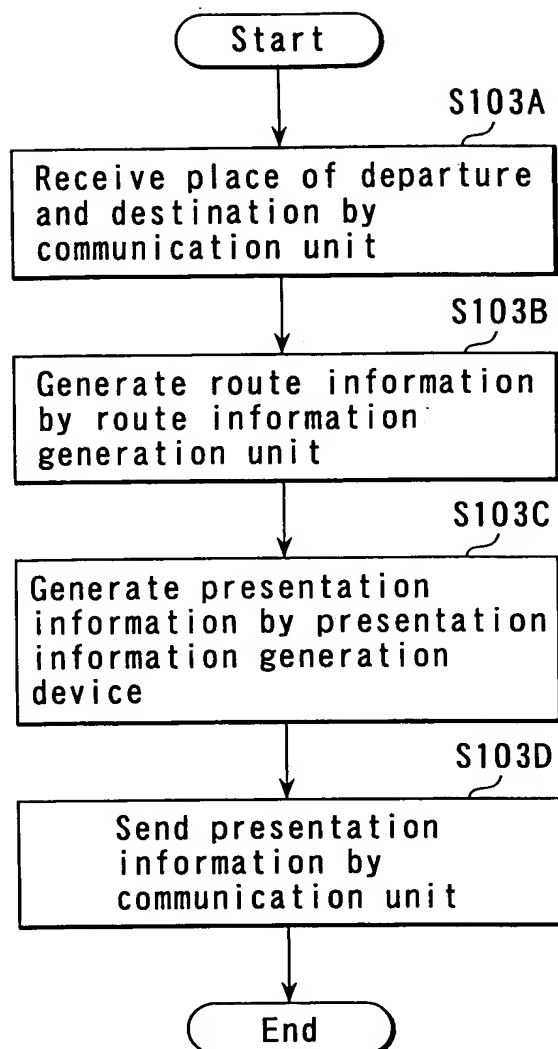 Start
S103A
Receive place of departure
and destination by
communication unit
S103B
Generate route information
by route information
generation unit
S103C
Generate presentation
information by presentation
information generation
device
S103D
Send presentation
information by
communication unit
End